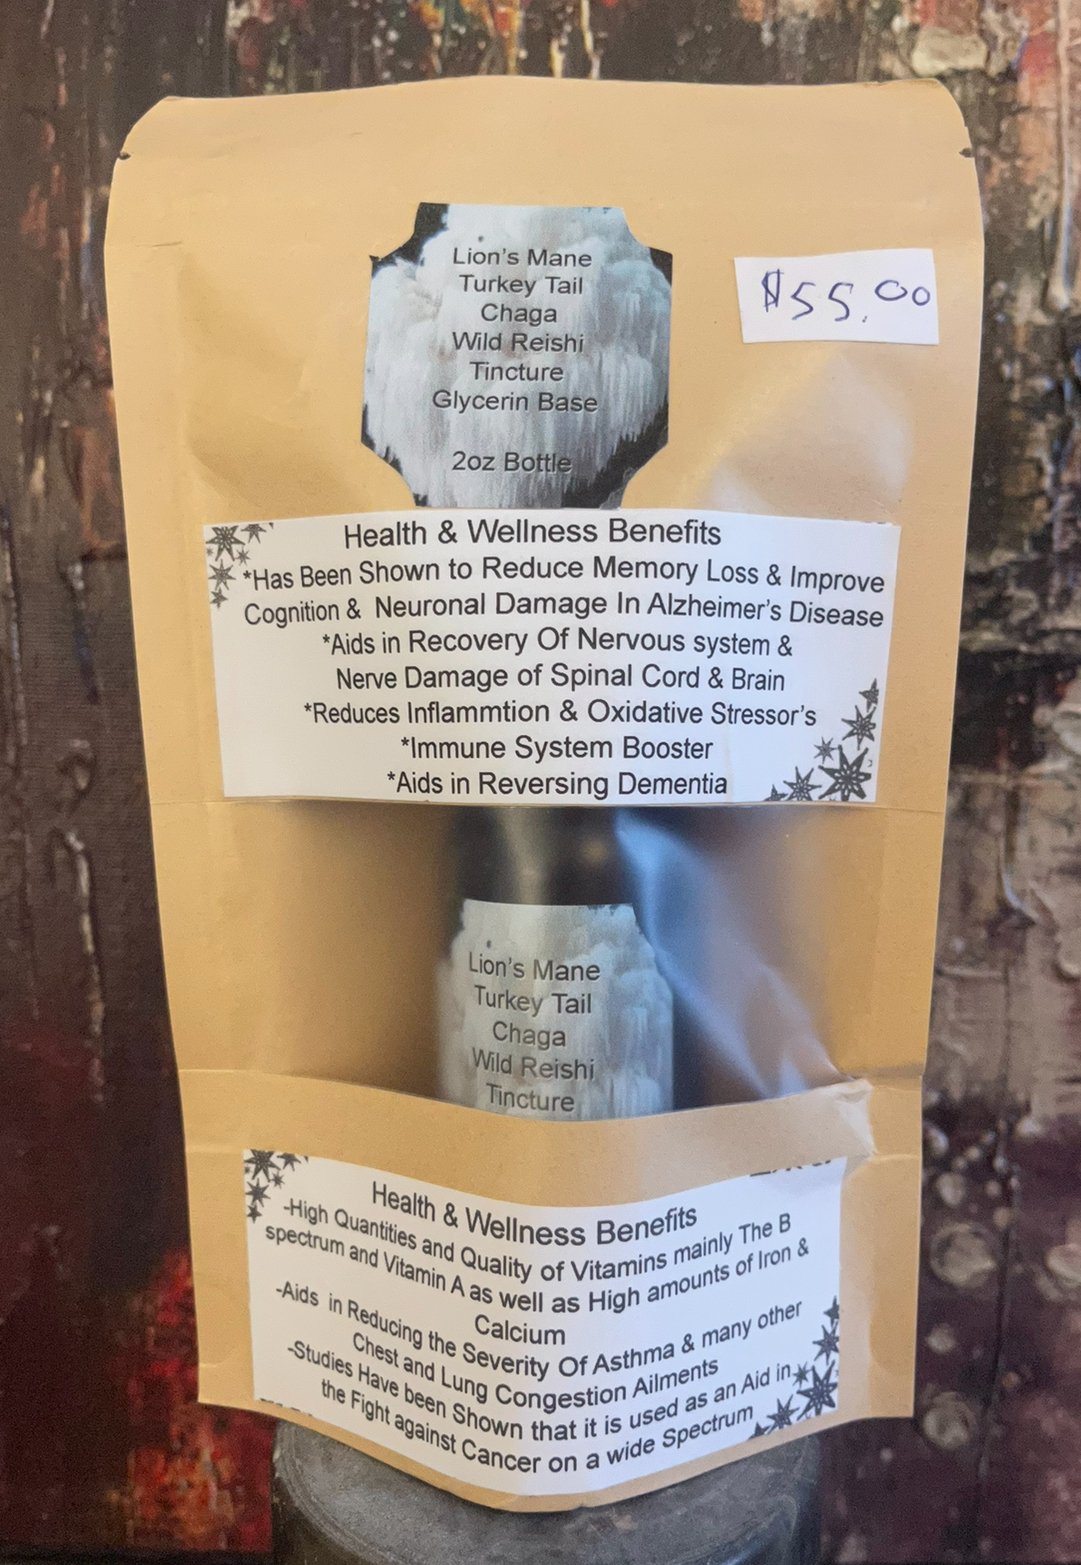 Lion's Mane
Turkey Tail
Chaga
Wild Reishi
Tincture
Glycerin Base
2oz Bottle
$55.00
Health & Wellness Benefits
*Has Been Shown to Reduce Memory Loss & Improve
Cognition & Neuronal Damage In Alzheimer's Disease
*Aids in Recovery Of Nervous system &
Nerve Damage of Spinal Cord & Brain
*Reduces Inflammtion & Oxidative Stressor's
*Immune System Booster
*Aids in Reversing Dementia
Lion's Mane
Turkey Tail
Chaga
Wild Reishi
Tincture
Health & Wellness Benefits
-High Quantities and Quality of Vitamins mainly The B
spectrum and Vitamin A as well as High amounts of Iron &
Calcium
-Aids in Reducing the Severity Of Asthma & many other
Chest and Lung Congestion Ailments
-Studies Have been Shown that it is used as an Aid in
the Fight against Cancer on a wide Spectrum